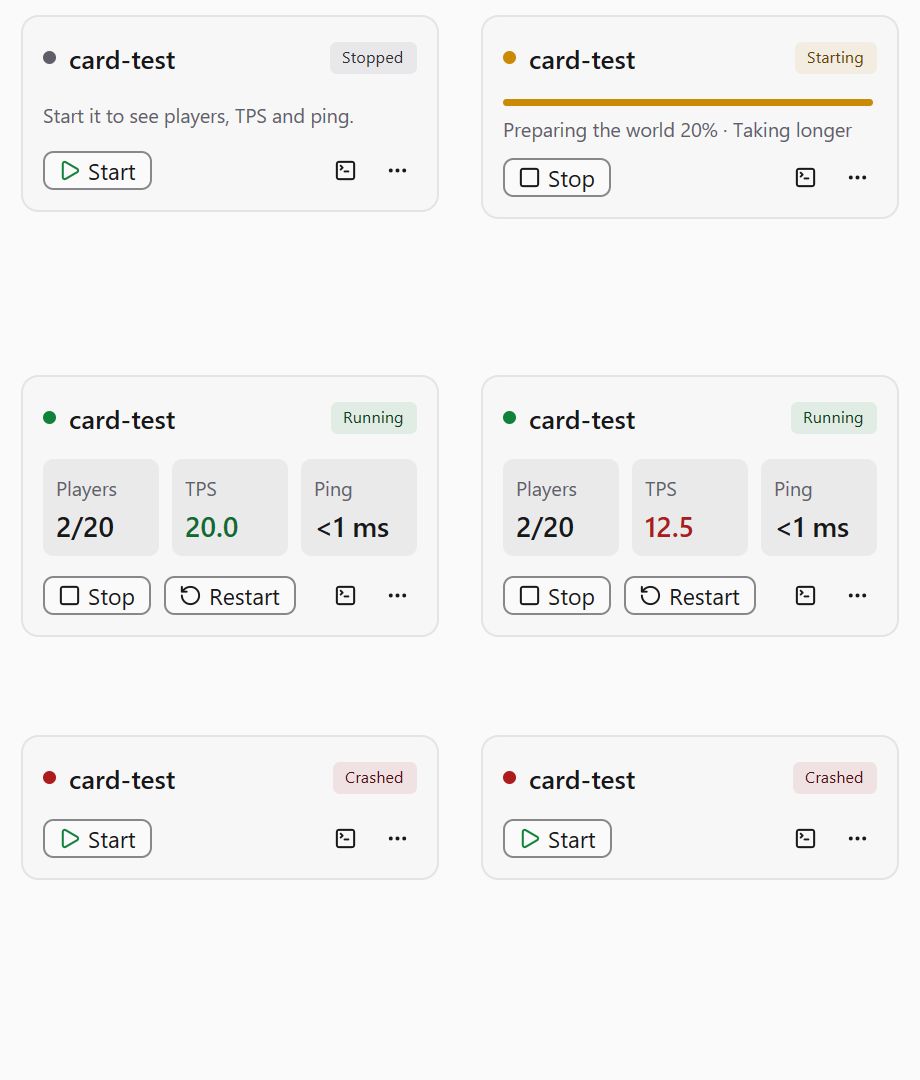 card-test Stopped
Start it to see players, TPS and ping.
Start
card-test Starting
Preparing the world 20% · Taking longer
Stop
card-test Running
Players TPS Ping
2/20 20.0 <1 ms
Stop Restart
card-test Running
Players TPS Ping
2/20 12.5 <1 ms
Stop Restart
card-test Crashed
Start
card-test Crashed
Start